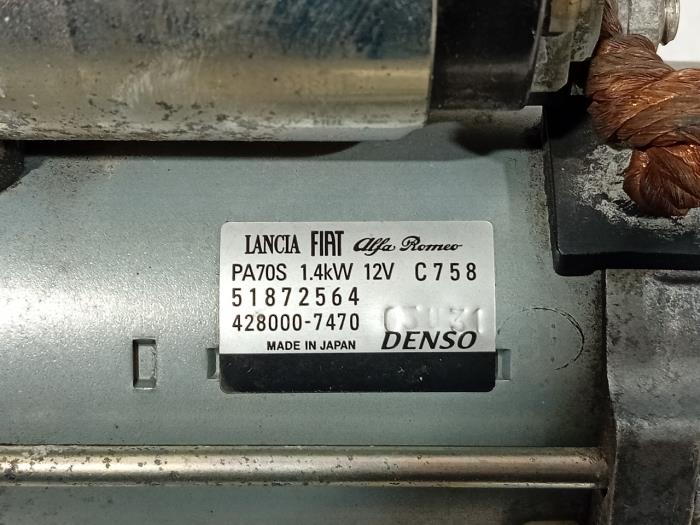 LANCIA FIAT Alfa Romeo
PA70S 1.4kW 12V C758
51872564
428000-7470
MADE IN JAPAN DENSO